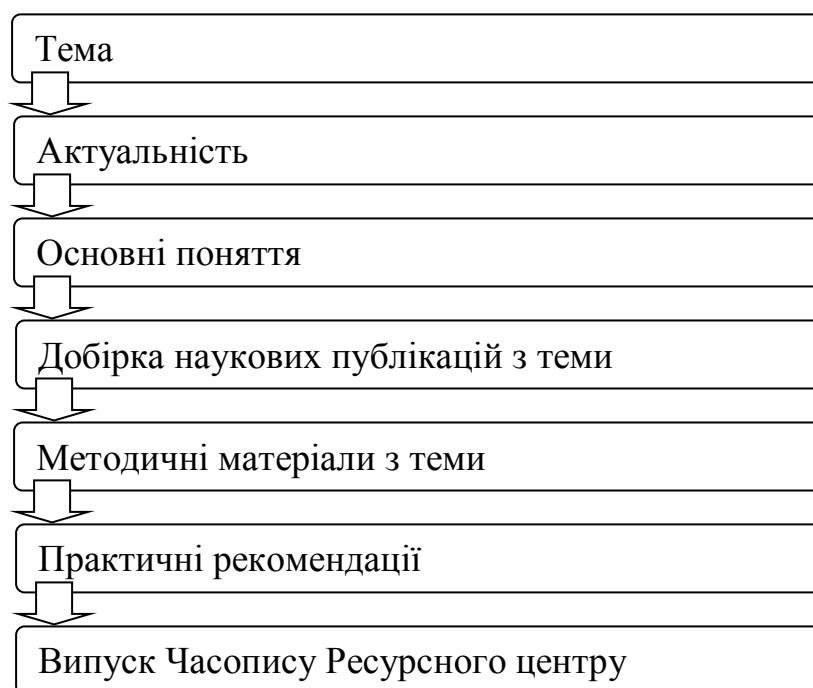 Тема
Актуальність
Основні поняття
Добірка наукових публікацій з теми
Методичні матеріали з теми
Практичні рекомендації
Випуск Часопису Ресурсного центру